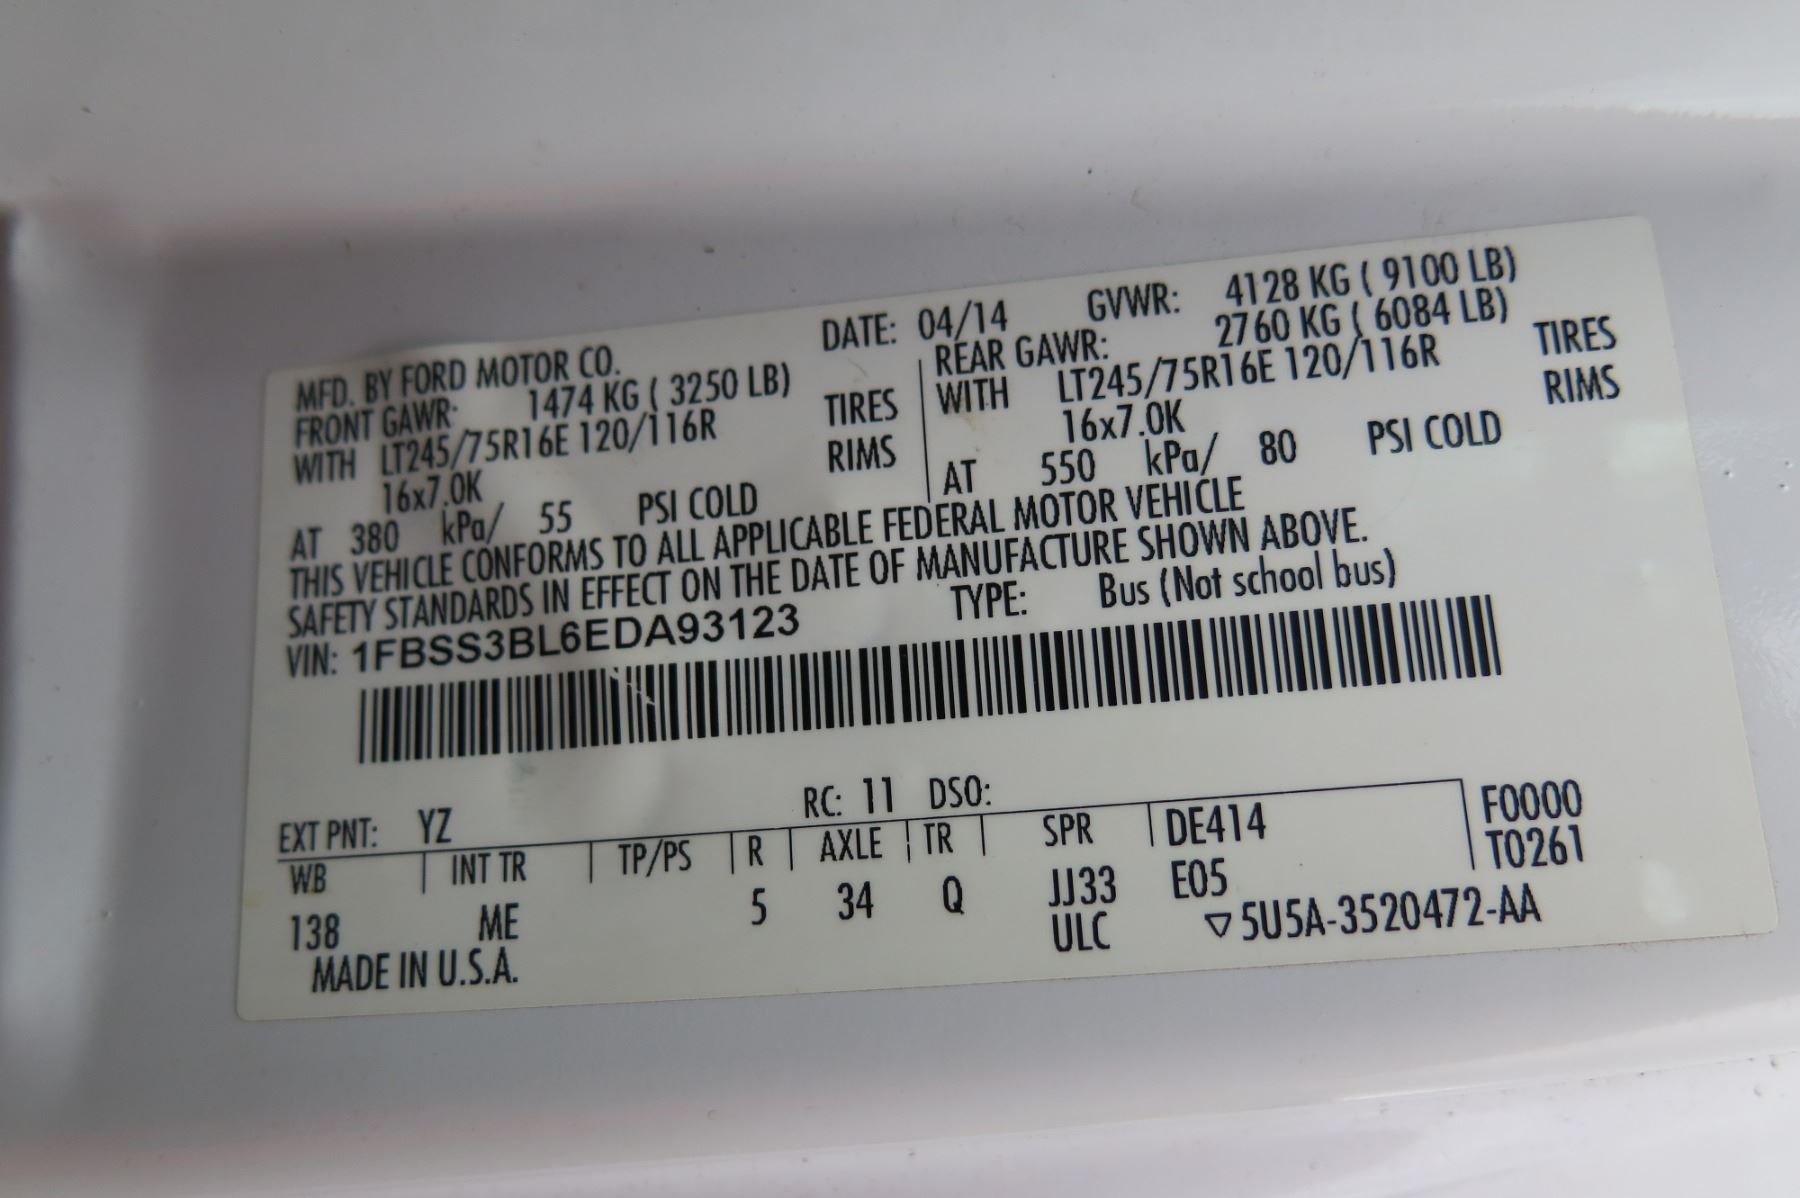 MFD. BY FORD MOTOR CO. DATE: 04/14 GVWR: 4128 KG ( 9100 LB)
FRONT GAWR: 1474 KG ( 3250 LB) REAR GAWR: 2760 KG ( 6084 LB)
WITH LT245/75R16E 120/116R TIRES WITH LT245/75R16E 120/116R TIRES
16x7.0K RIMS 16x7.0K RIMS
AT 380 kPa/ 55 PSI COLD AT 550 kPa/ 80 PSI COLD
THIS VEHICLE CONFORMS TO ALL APPLICABLE FEDERAL MOTOR VEHICLE
SAFETY STANDARDS IN EFFECT ON THE DATE OF MANUFACTURE SHOWN ABOVE.
VIN: 1FBSS3BL6EDA93123 TYPE: Bus (Not school bus)
EXT PNT: YZ RC: 11 DSO: F0000
WB INT TR TP/PS R AXLE TR SPR DE414 T0261
138 ME 5 34 Q JJ33 E05
MADE IN U.S.A. ULC ▽5U5A-3520472-AA